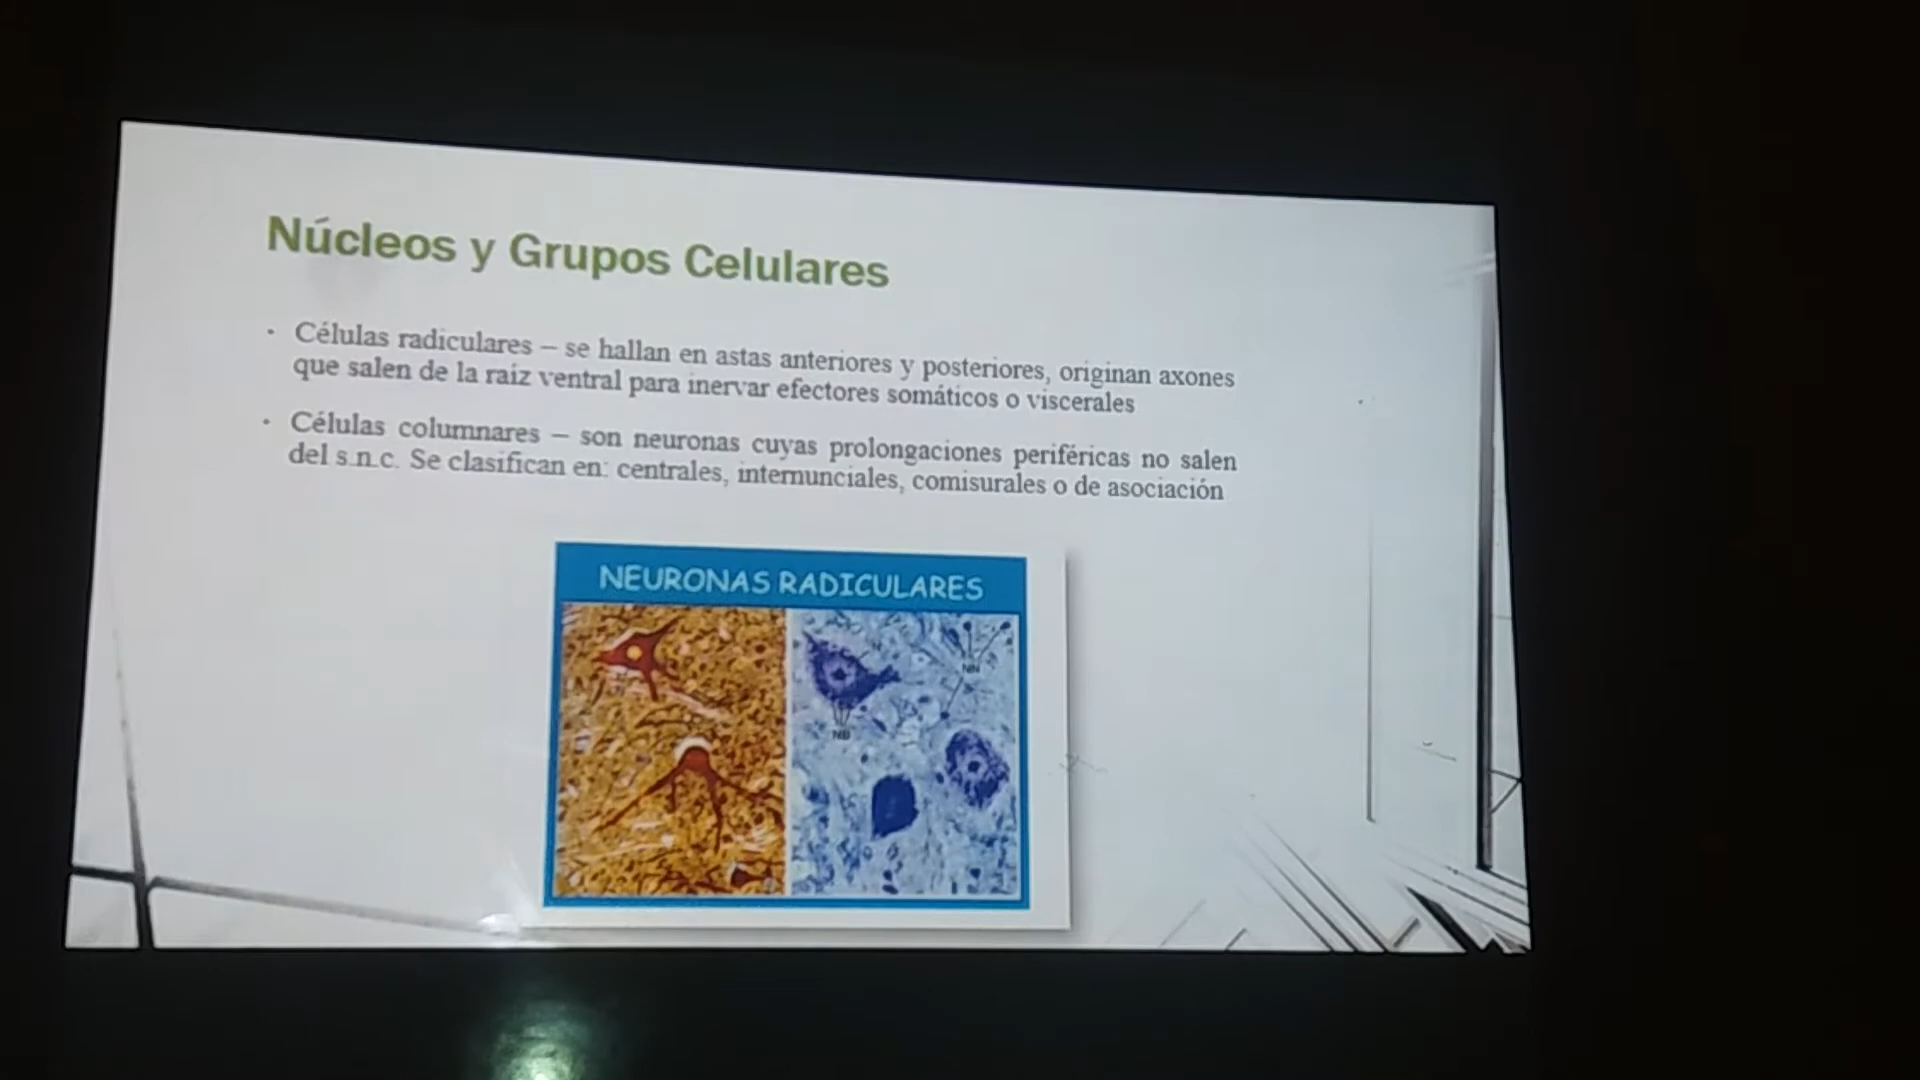 Núcleos y Grupos Celulares
• Células radiculares – se hallan en astas anteriores y posteriores, originan axones
que salen de la raíz ventral para inervar efectores somáticos o viscerales
• Células columnares – son neuronas cuyas prolongaciones periféricas no salen
del s.n.c. Se clasifican en: centrales, internunciales, comisurales o de asociación
NEURONAS RADICULARES
N
NN
NB